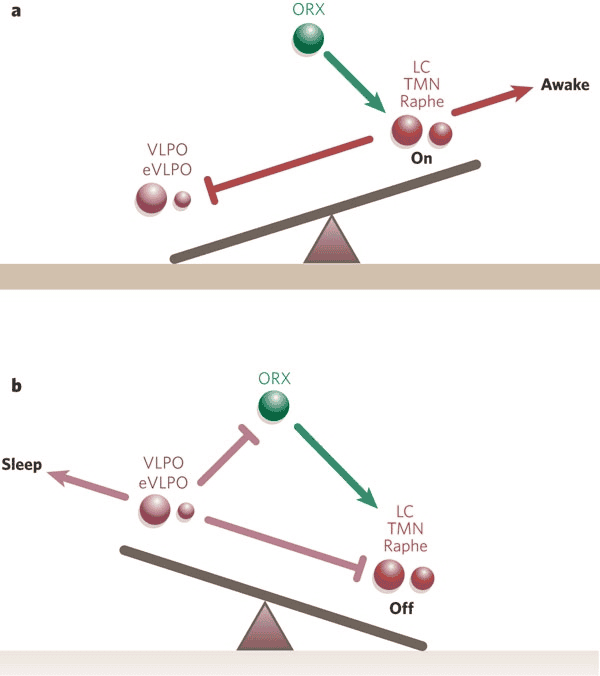 a
ORX
LC
TMN
Raphe
Awake
On
VLPO
eVLPO
b
ORX
Sleep
VLPO
eVLPO
LC
TMN
Raphe
Off